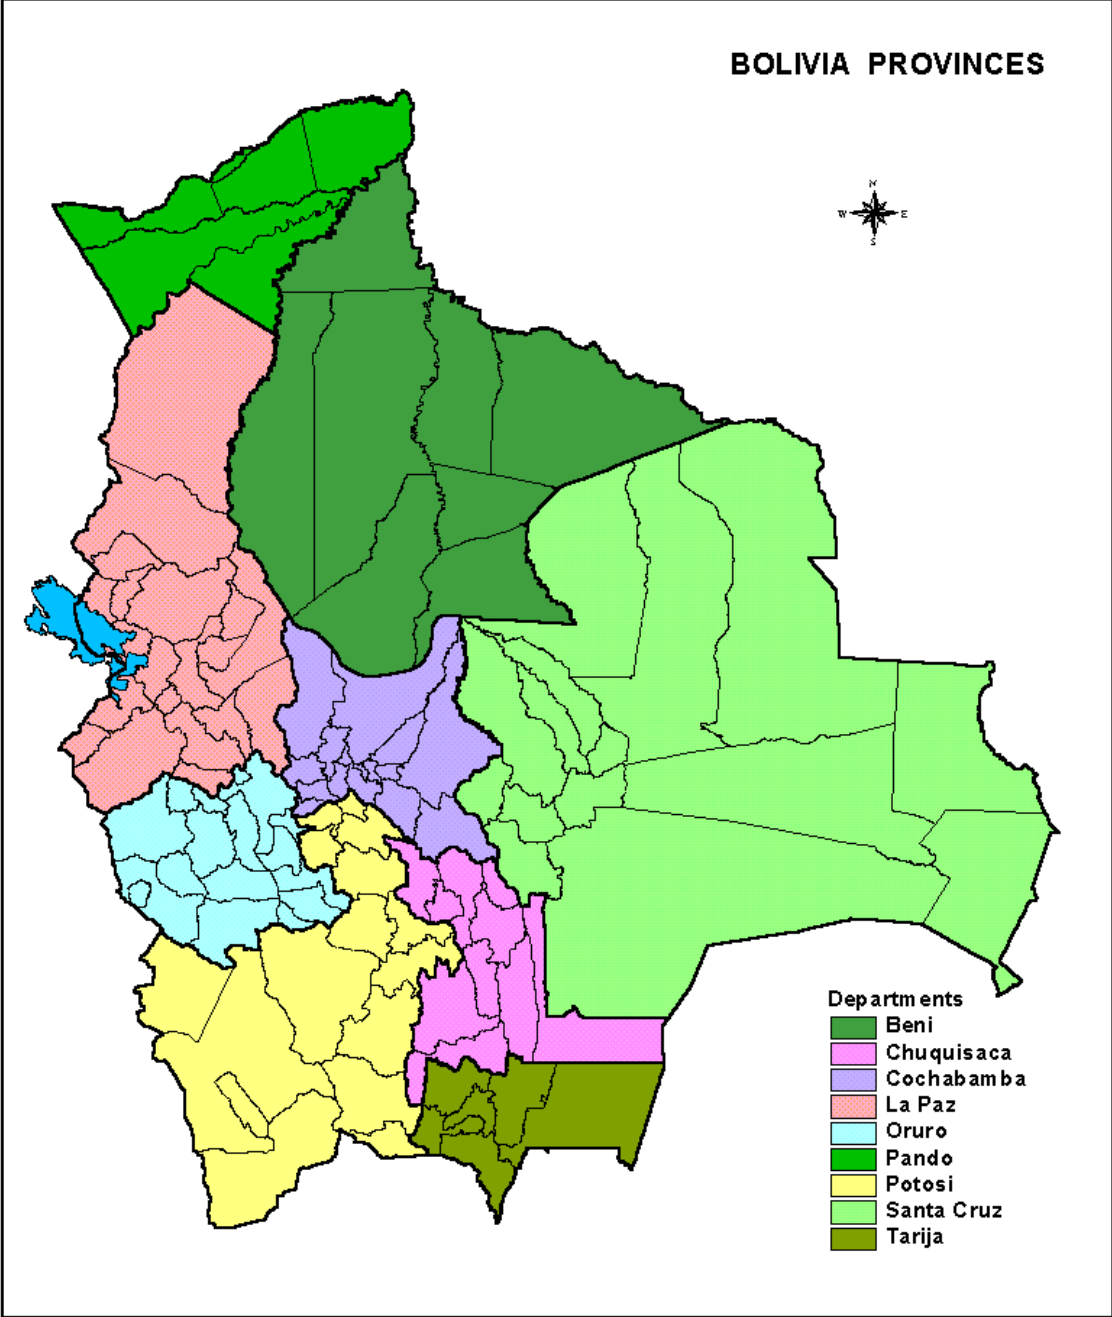 BOLIVIA PROVINCES
N
W E
S
Departments
Beni
Chuquisaca
Cochabamba
La Paz
Oruro
Pando
Potosi
Santa Cruz
Tarija